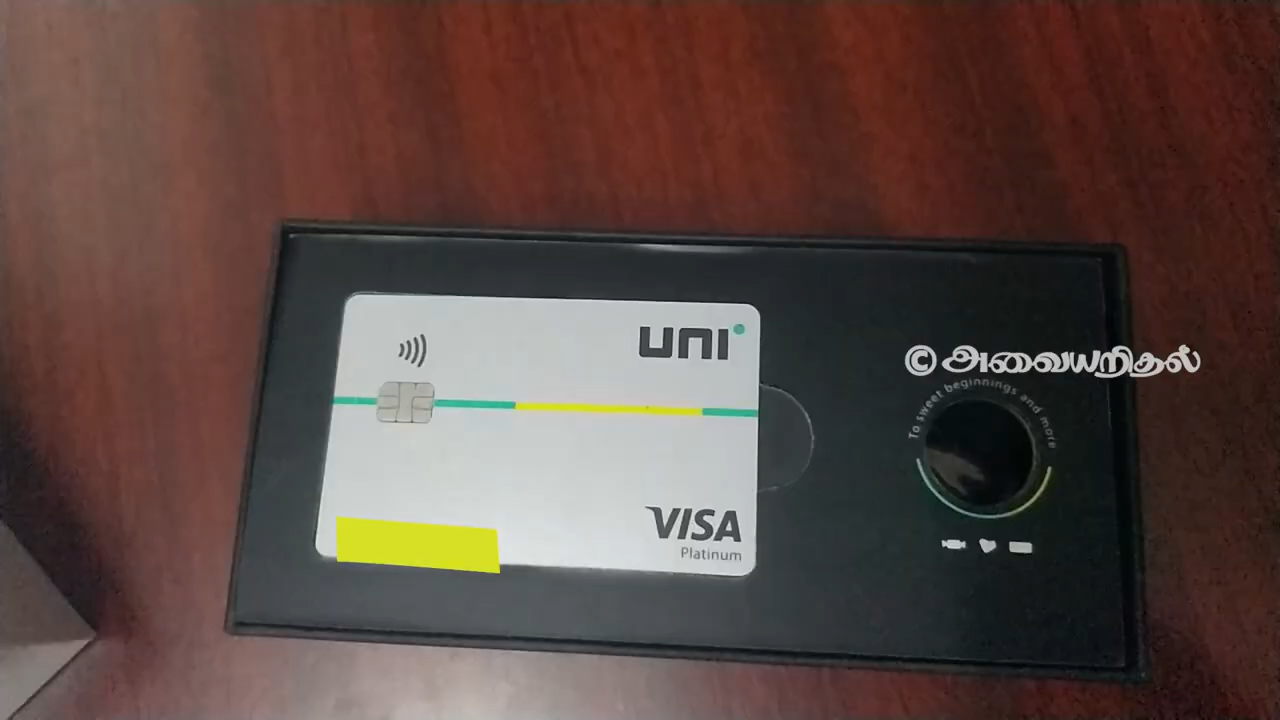 UNI
VISA
Platinum
© அவையறிதல்
To sweet beginnings and more